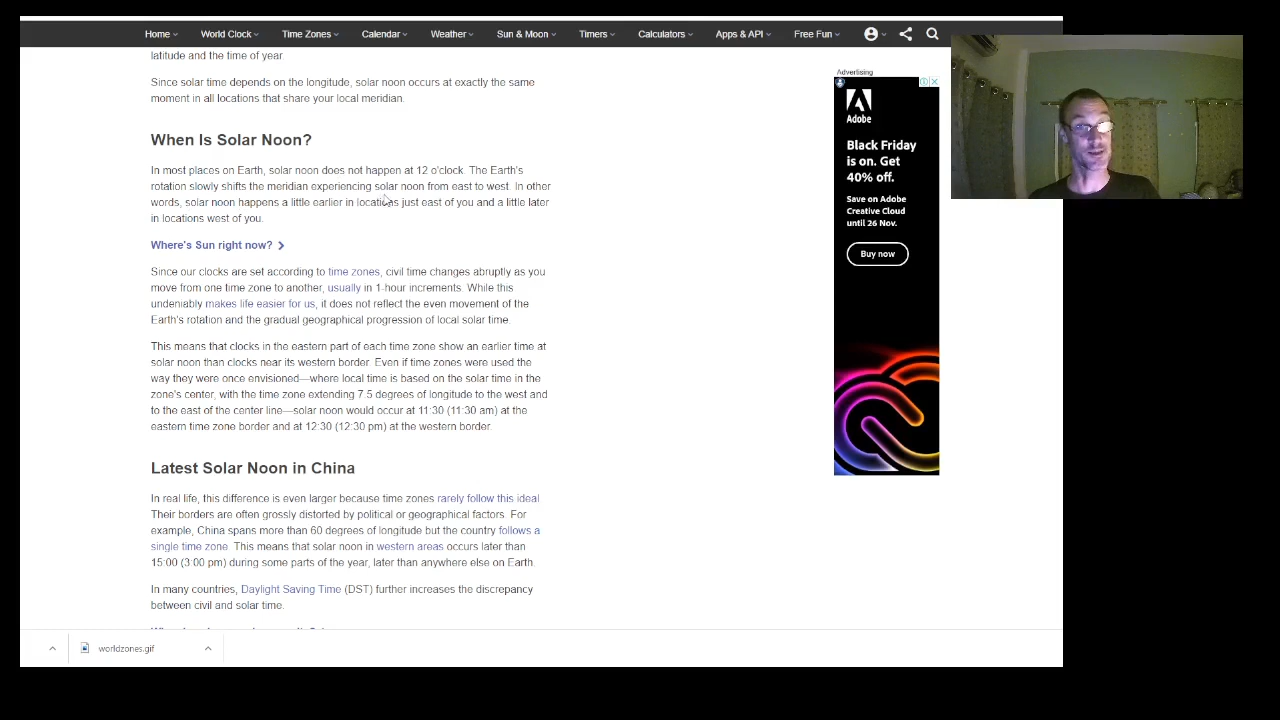 Home World Clock Time Zones Calendar Weather Sun & Moon Timers Calculators Apps & API Free Fun
latitude and the time of year.
Since solar time depends on the longitude, solar noon occurs at exactly the same
moment in all locations that share your local meridian.
When Is Solar Noon?
In most places on Earth, solar noon does not happen at 12 o'clock. The Earth's
rotation slowly shifts the meridian experiencing solar noon from east to west. In other
words, solar noon happens a little earlier in locations just east of you and a little later
in locations west of you.
Where's Sun right now?
Since our clocks are set according to time zones, civil time changes abruptly as you
move from one time zone to another, usually in 1-hour increments. While this
undeniably makes life easier for us, it does not reflect the even movement of the
Earth's rotation and the gradual geographical progression of local solar time.
This means that clocks in the eastern part of each time zone show an earlier time at
solar noon than clocks near its western border. Even if time zones were used the
way they were once envisioned—where local time is based on the solar time in the
zone's center, with the time zone extending 7.5 degrees of longitude to the west and
to the east of the center line—solar noon would occur at 11:30 (11:30 am) at the
eastern time zone border and at 12:30 (12:30 pm) at the western border.
Latest Solar Noon in China
In real life, this difference is even larger because time zones rarely follow this ideal.
Their borders are often grossly distorted by political or geographical factors. For
example, China spans more than 60 degrees of longitude but the country follows a
single time zone. This means that solar noon in western areas occurs later than
15:00 (3:00 pm) during some parts of the year, later than anywhere else on Earth.
In many countries, Daylight Saving Time (DST) further increases the discrepancy
between civil and solar time.
Advertising
Adobe
Black Friday
is on. Get
40% off.
Save on Adobe
Creative Cloud
until 26 Nov.
Buy now
worldzones.gif